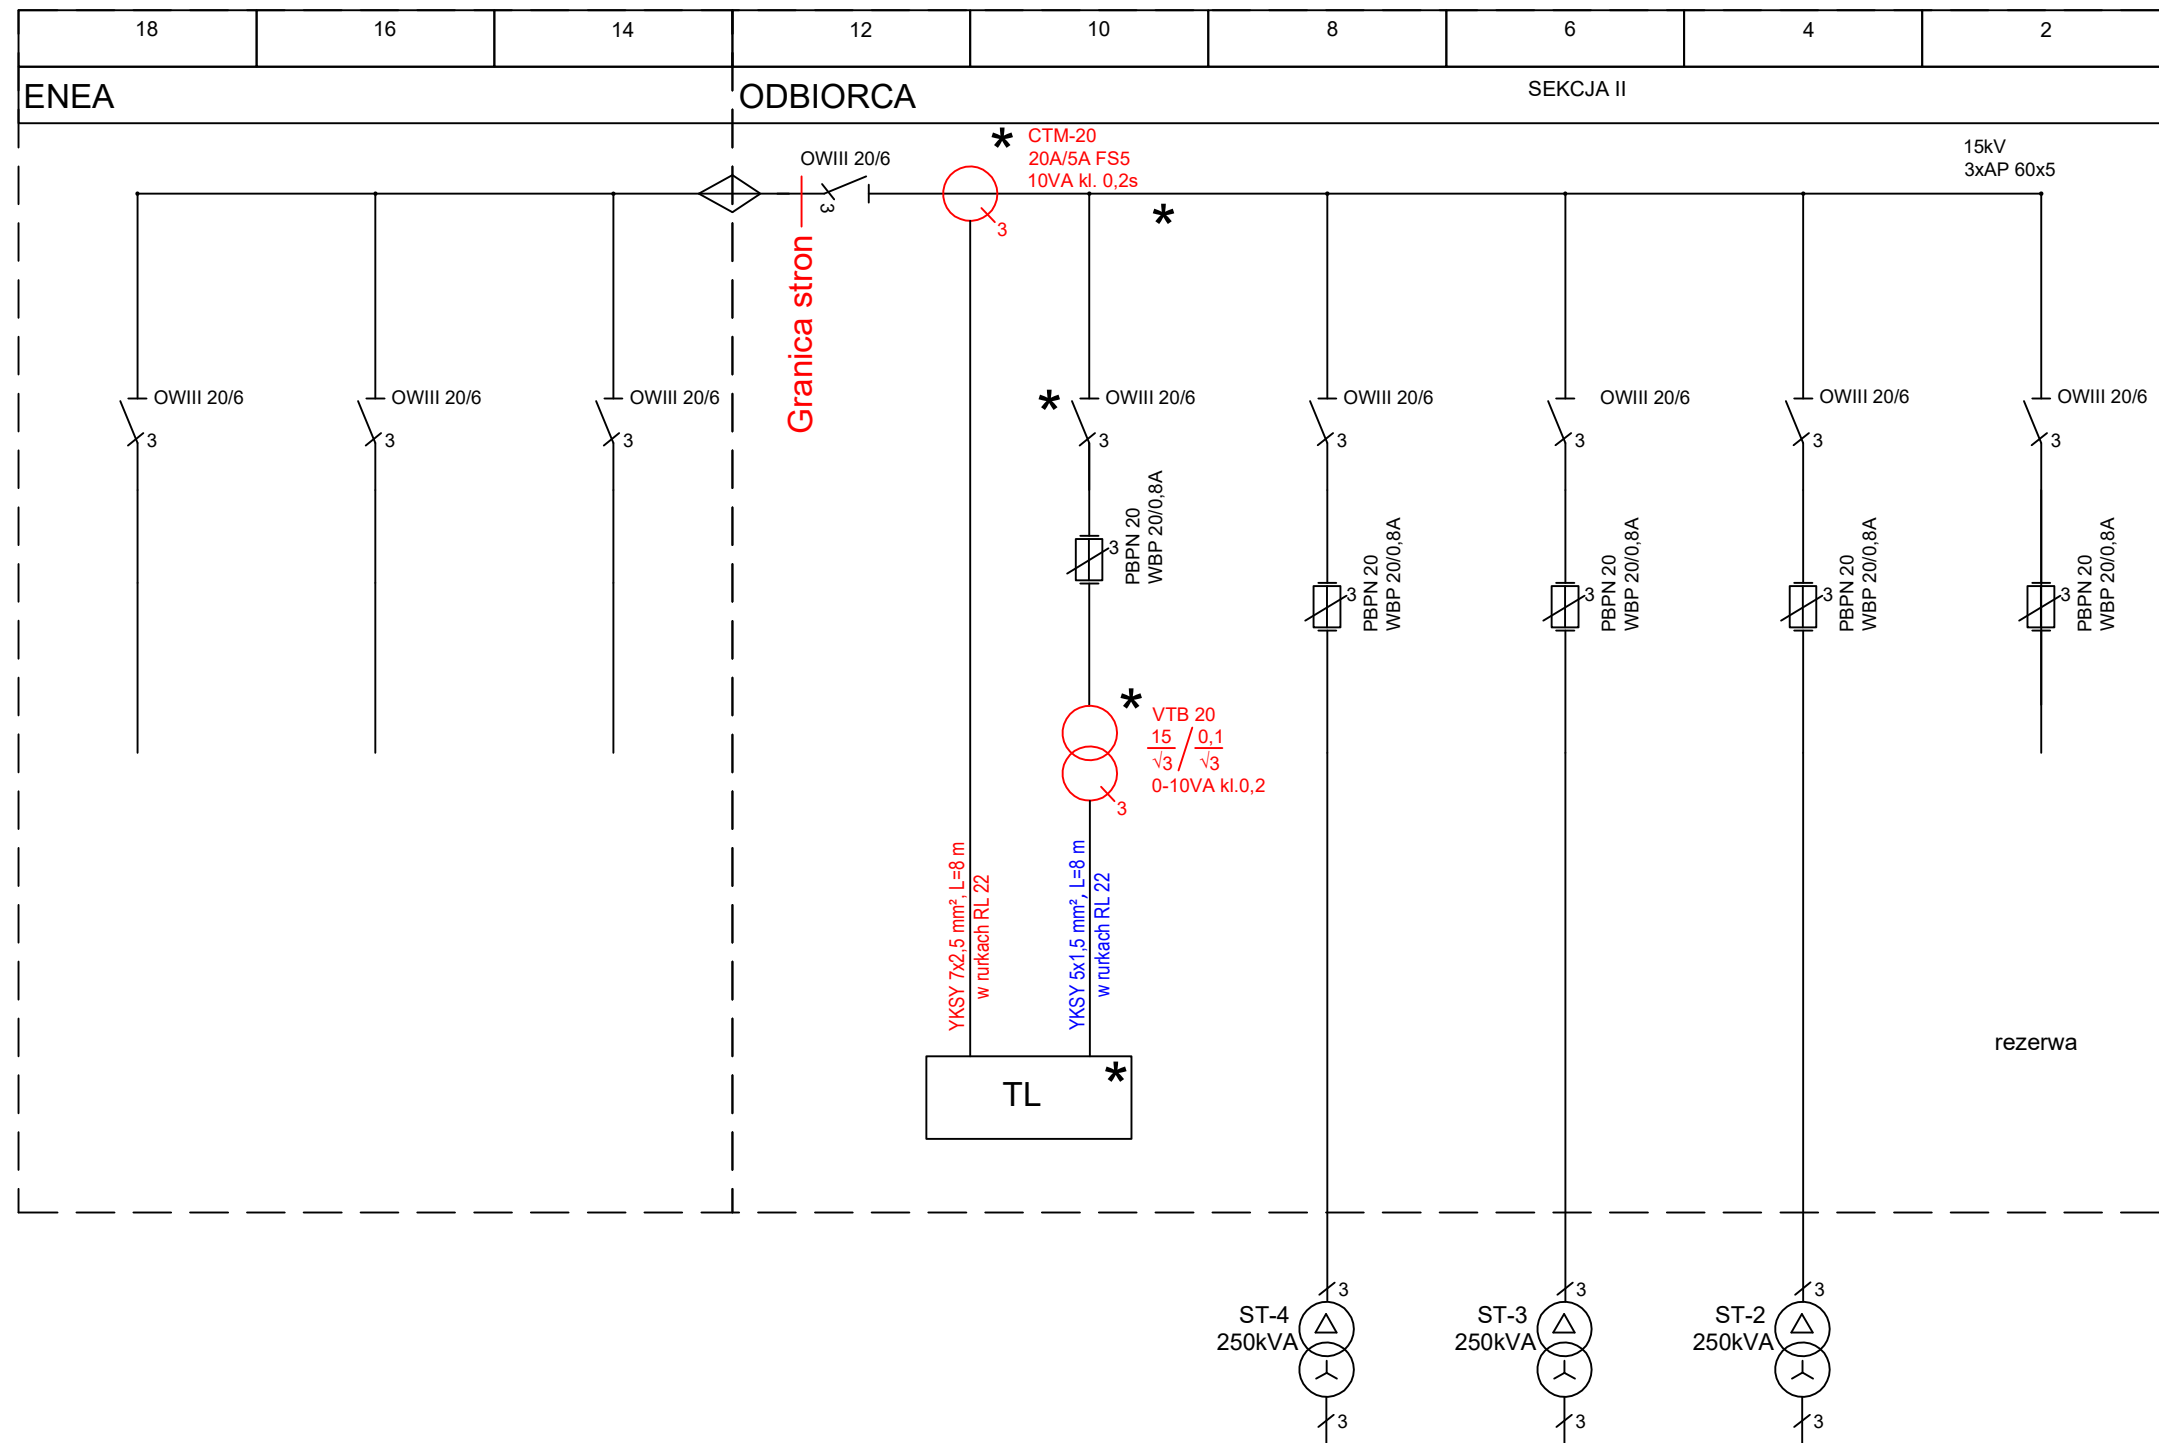 18 16 14 12 10 8 6 4 2
ENEA
ODBIORCA
SEKCJA II
* CTM-20
20A/5A FS5
10VA kl. 0,2s
3
*
OWIII 20/6
3
15kV
3xAP 60x5
Granica stron
OWIII 20/6
3
OWIII 20/6
3
OWIII 20/6
3
* OWIII 20/6
3
OWIII 20/6
3
OWIII 20/6
3
OWIII 20/6
3
OWIII 20/6
3
3
PBPN 20
WBP 20/0,8A
3
PBPN 20
WBP 20/0,8A
3
PBPN 20
WBP 20/0,8A
3
PBPN 20
WBP 20/0,8A
3
PBPN 20
WBP 20/0,8A
* VTB 20
15/√3 / 0,1/√3
0-10VA kl.0,2
3
YKSY 7x2,5 mm², L=8 m
w rurkach RL 22
YKSY 5x1,5 mm², L=8 m
w rurkach RL 22
TL *
rezerwa
3
ST-4
250kVA
3
3
ST-3
250kVA
3
3
ST-2
250kVA
3